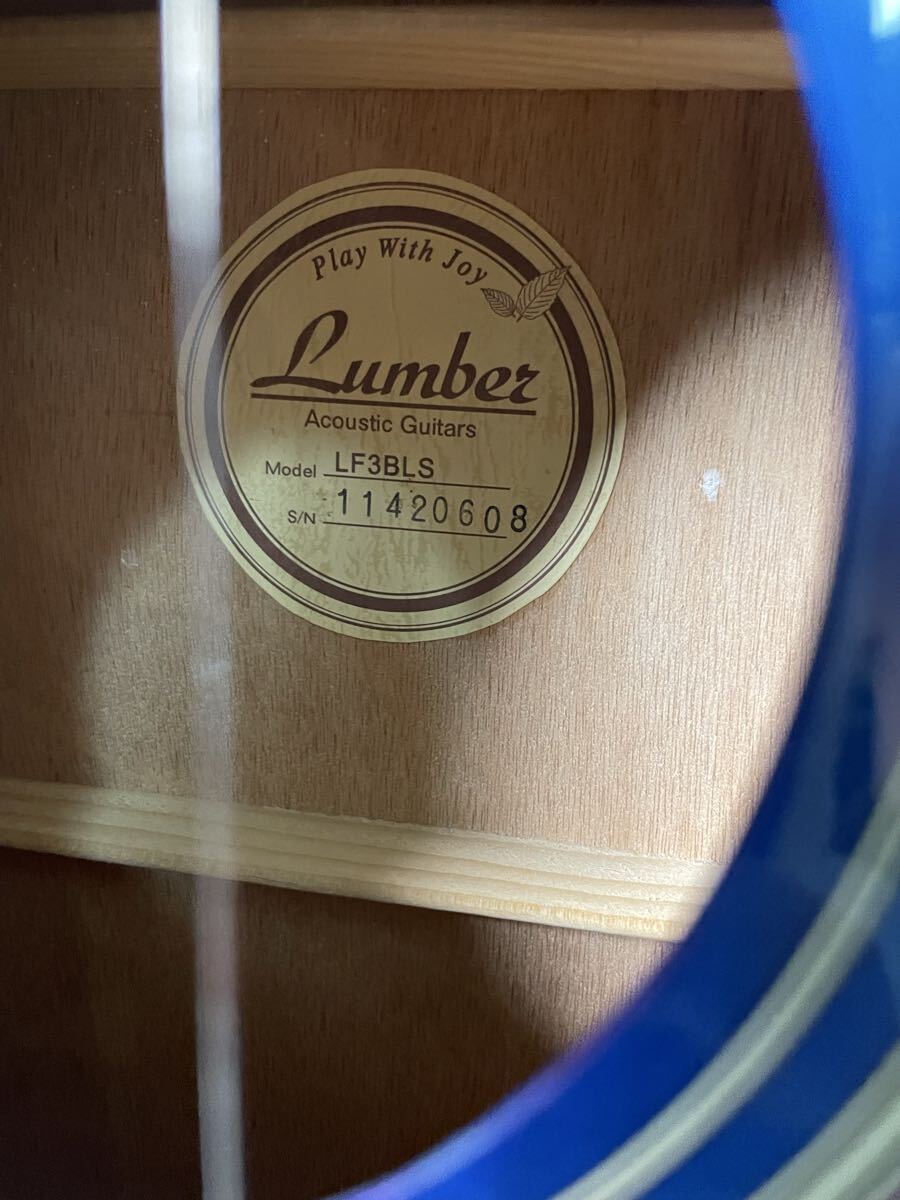 Play With Joy
Lumber
Acoustic Guitars
Model LF3BLS
S/N 11420608